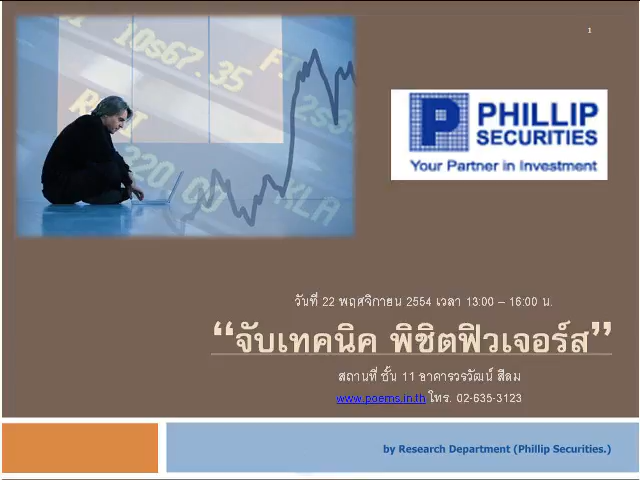 1
10s67.35
PHILLIP
SECURITIES
Your Partner in Investment
KLA
วันที่ 22 พฤศจิกายน 2554 เวลา 13:00 – 16:00 น.
“จับเทคนิค พิชิตฟิวเจอร์ส”
สถานที่ ชั้น 11 อาคารวรวัฒน์ สีลม
www.poems.in.th โทร. 02-635-3123
by Research Department (Phillip Securities.)